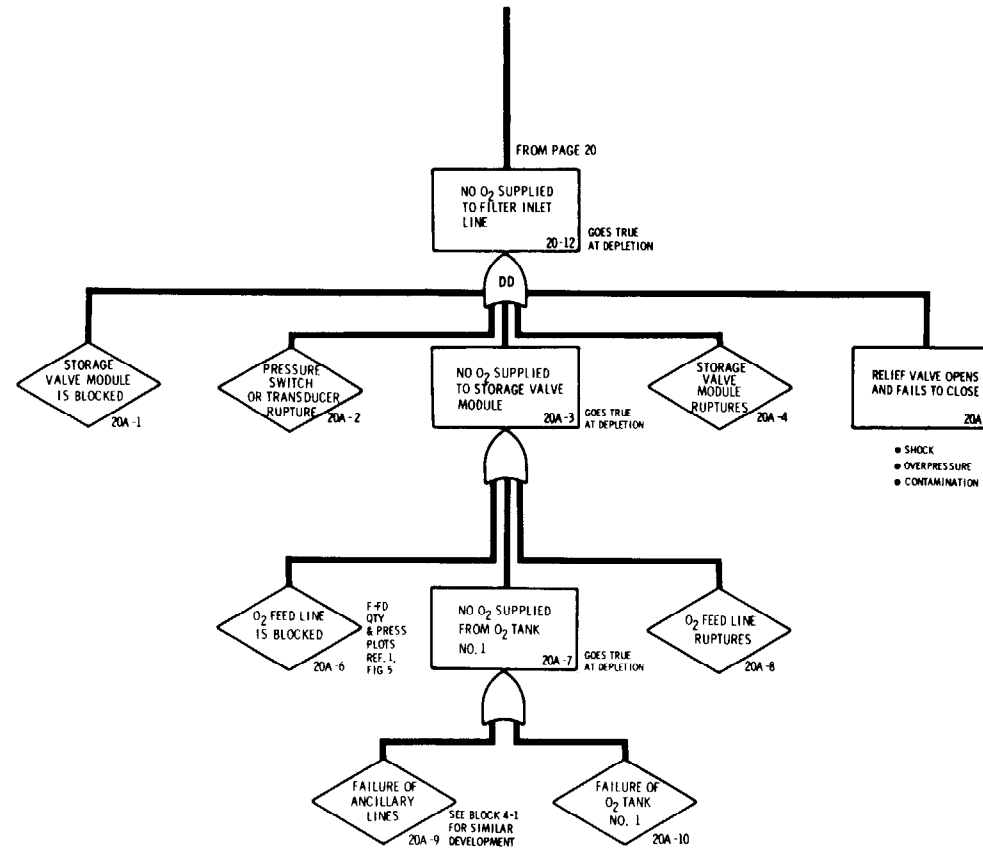 FROM PAGE 20
NO O2 SUPPLIED
TO FILTER INLET
LINE
20-12
GOES TRUE
AT DEPLETION
DD
STORAGE
VALVE MODULE
IS BLOCKED
20A-1
PRESSURE
SWITCH
OR TRANSDUCER
RUPTURE
20A-2
NO O2 SUPPLIED
TO STORAGE VALVE
MODULE
20A-3
GOES TRUE
AT DEPLETION
STORAGE
VALVE
MODULE
RUPTURES
20A-4
RELIEF VALVE OPENS
AND FAILS TO CLOSE
20A
• SHOCK
• OVERPRESSURE
• CONTAMINATION
O2 FEED LINE
IS BLOCKED
20A-6
F-FD
QTY
& PRESS
PLOTS
REF. 1,
FIG 5
NO O2 SUPPLIED
FROM O2 TANK
NO. 1
20A-7
GOES TRUE
AT DEPLETION
O2 FEED LINE
RUPTURES
20A-8
FAILURE OF
ANCILLARY
LINES
20A-9
SEE BLOCK 4-1
FOR SIMILAR
DEVELOPMENT
FAILURE OF
O2 TANK
NO. 1
20A-10